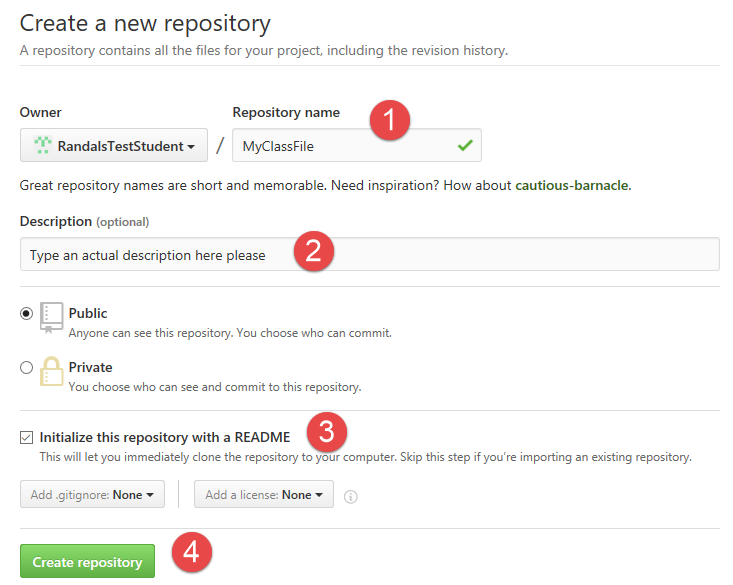 Create a new repository
A repository contains all the files for your project, including the revision history.
Owner
Repository name
1
RandalsTestStudent
/
MyClassFile
Great repository names are short and memorable. Need inspiration? How about cautious-barnacle.
Description (optional)
Type an actual description here please
2
Public
Anyone can see this repository. You choose who can commit.
Private
You choose who can see and commit to this repository.
Initialize this repository with a README
3
This will let you immediately clone the repository to your computer. Skip this step if you're importing an existing repository.
Add .gitignore: None
Add a license: None
Create repository
4